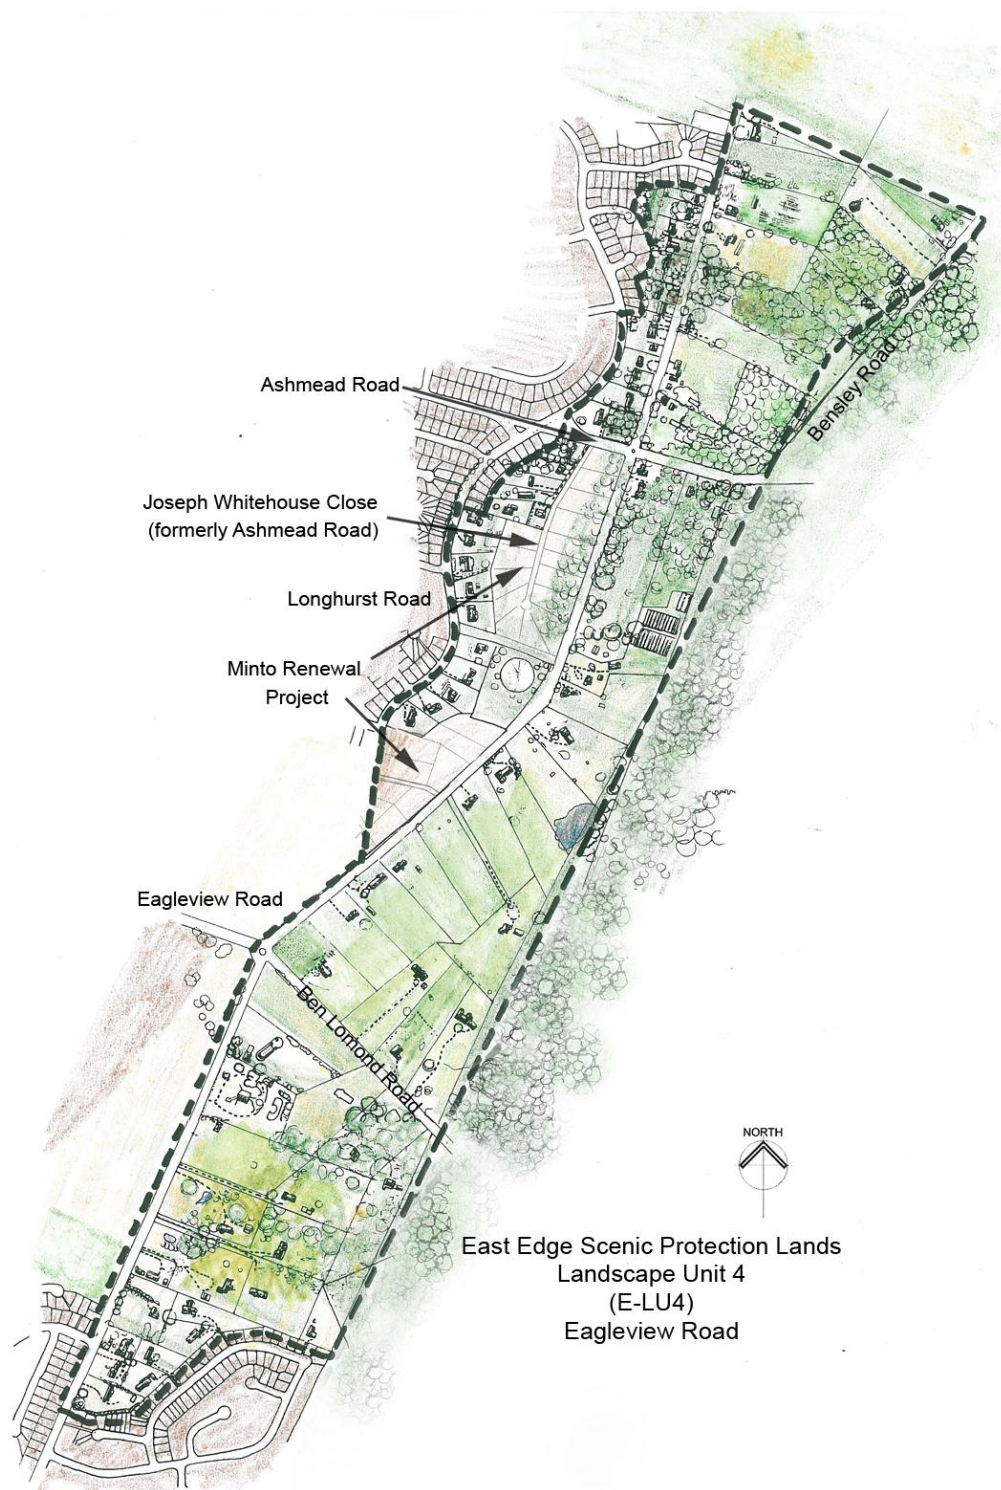 Bensley Road
Ashmead Road
Joseph Whitehouse Close
(formerly Ashmead Road)
Longhurst Road
Minto Renewal
Project
Eagleview Road
Ben Lomond Road
NORTH
East Edge Scenic Protection Lands
Landscape Unit 4
(E-LU4)
Eagleview Road